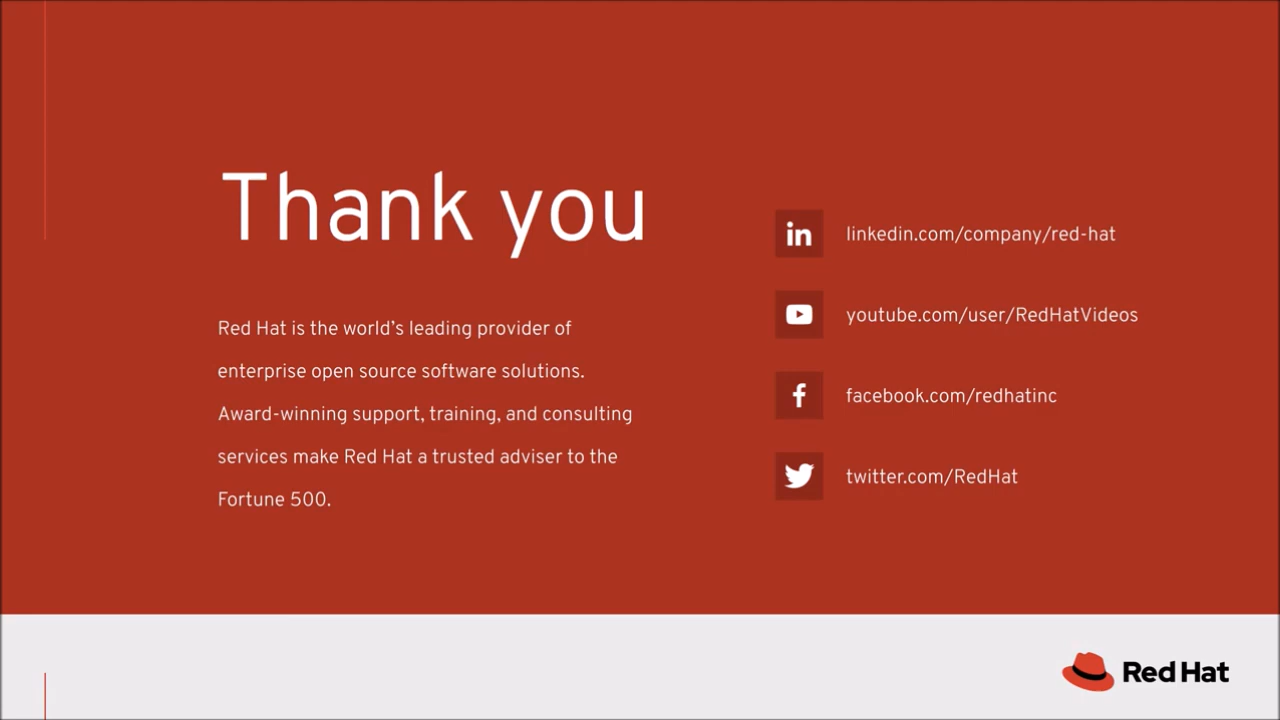 Thank you
Red Hat is the world's leading provider of
enterprise open source software solutions.
Award-winning support, training, and consulting
services make Red Hat a trusted adviser to the
Fortune 500.
in linkedin.com/company/red-hat
youtube.com/user/RedHatVideos
f facebook.com/redhatinc
twitter.com/RedHat
Red Hat